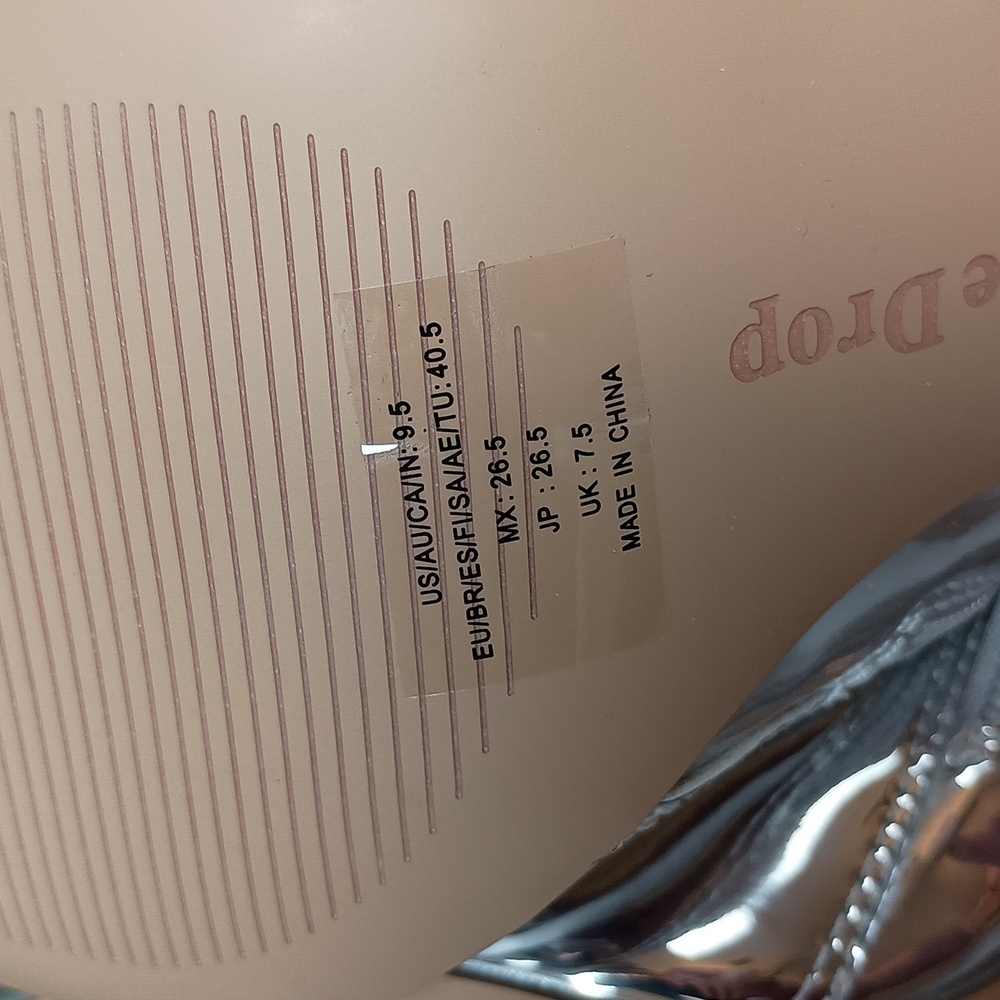 US/AU/CA/IN: 9.5
EU/BR/ES/FI/SA/AE/TU: 40.5
MX: 26.5
JP : 26.5
UK : 7.5
MADE IN CHINA
e Drop